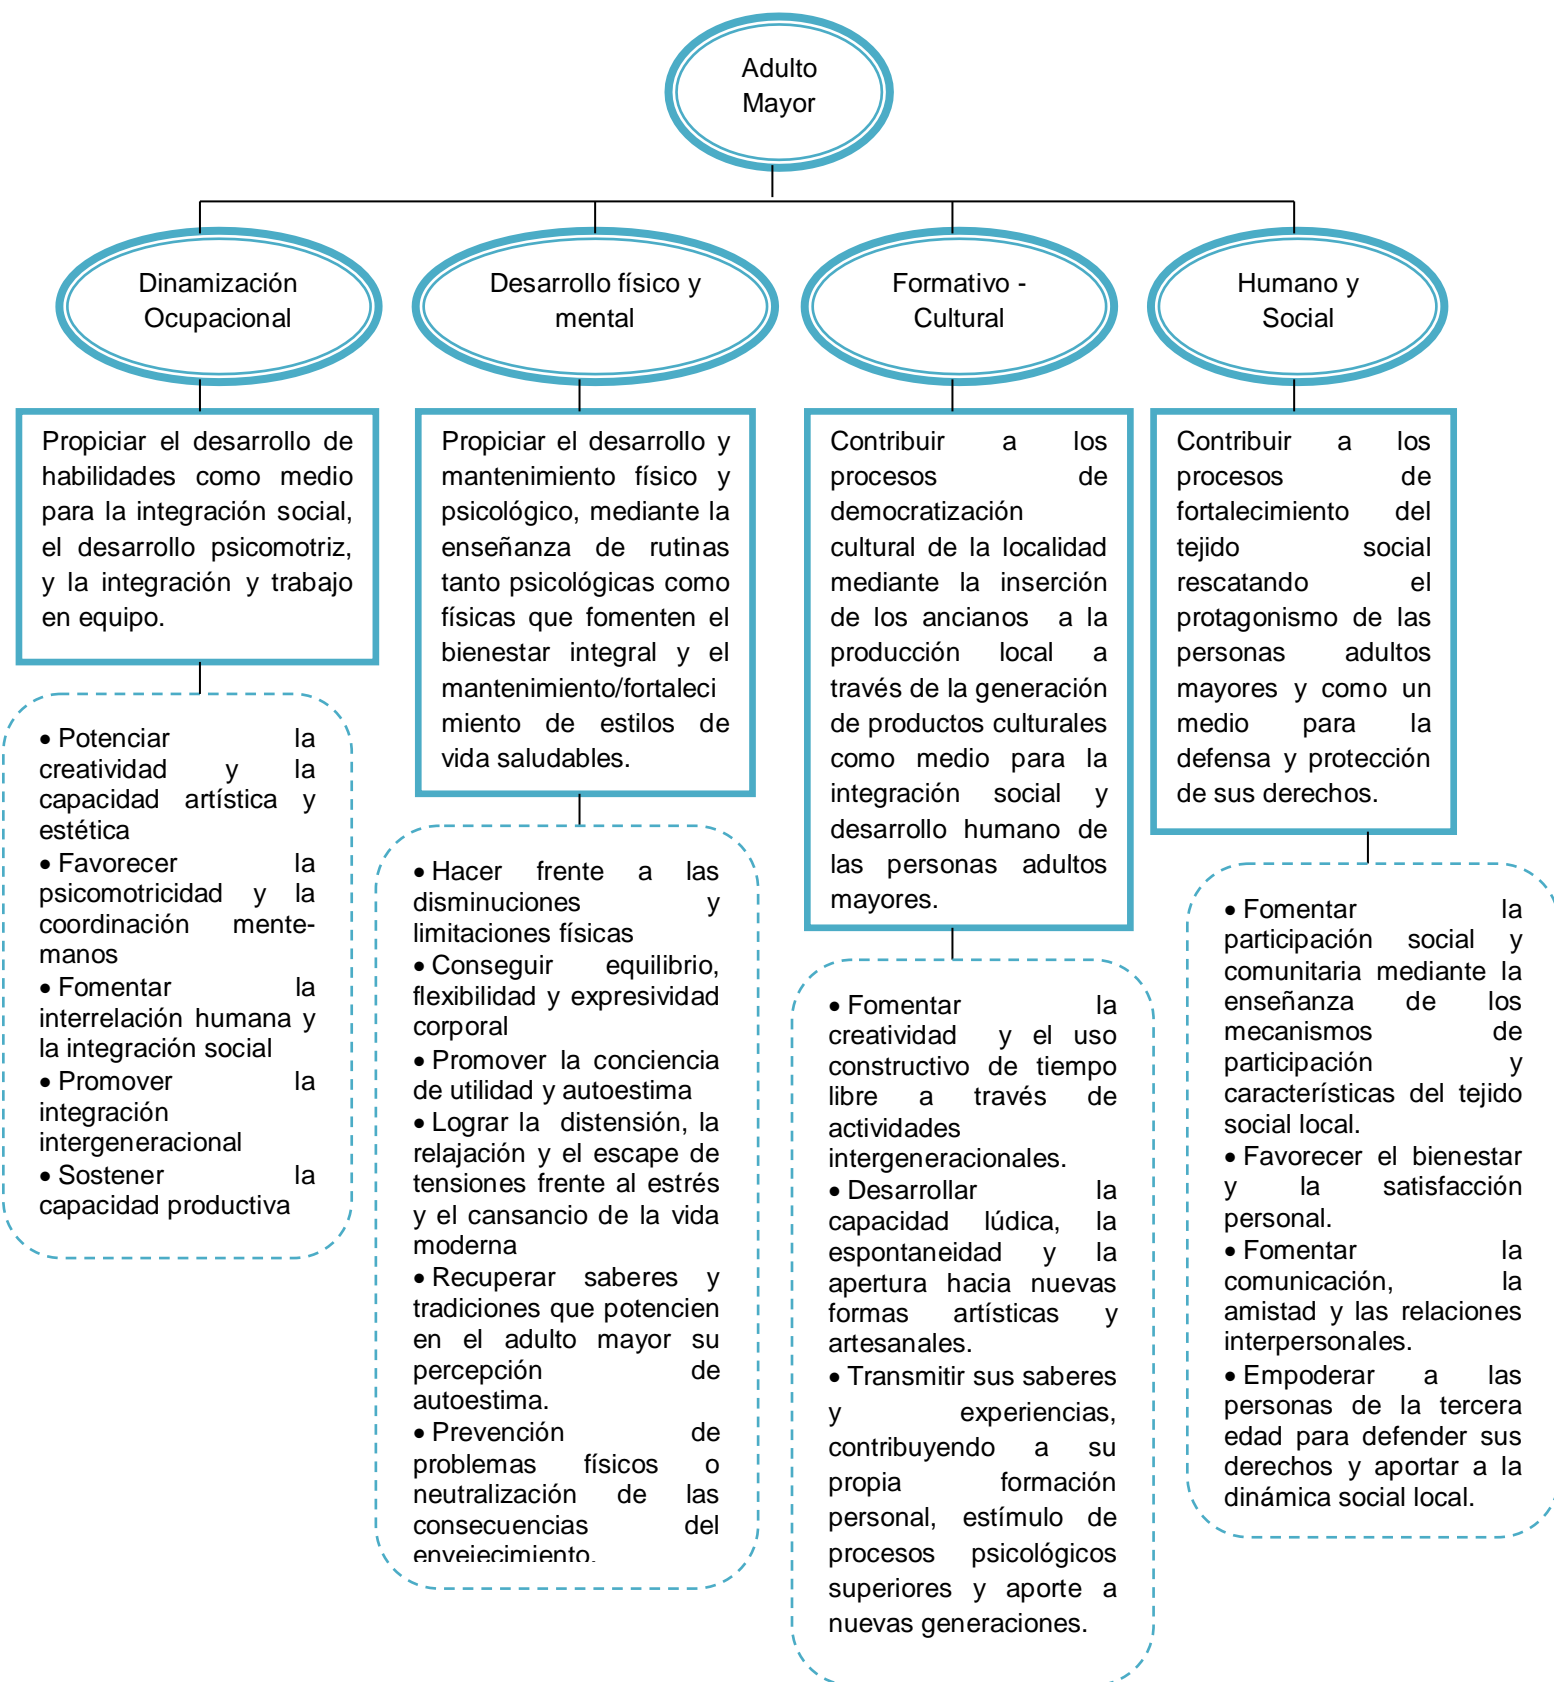 Adulto
Mayor
Dinamización
Ocupacional
Desarrollo físico y
mental
Formativo -
Cultural
Humano y
Social
Propiciar el desarrollo de
habilidades como medio
para la integración social,
el desarrollo psicomotriz,
y la integración y trabajo
en equipo.
Propiciar el desarrollo y
mantenimiento físico y
psicológico, mediante la
enseñanza de rutinas
tanto psicológicas como
físicas que fomenten el
bienestar integral y el
mantenimiento/fortaleci
miento de estilos de
vida saludables.
Contribuir a los
procesos de
democratización
cultural de la localidad
mediante la inserción
de los ancianos a la
producción local a
través de la generación
de productos culturales
como medio para la
integración social y
desarrollo humano de
las personas adultos
mayores.
Contribuir a los
procesos de
fortalecimiento del
tejido social
rescatando el
protagonismo de las
personas adultos
mayores y como un
medio para la
defensa y protección
de sus derechos.
• Potenciar la
creatividad y la
capacidad artística y
estética
• Favorecer la
psicomotricidad y la
coordinación mente-
manos
• Fomentar la
interrelación humana y
la integración social
• Promover la
integración
intergeneracional
• Sostener la
capacidad productiva
• Hacer frente a las
disminuciones y
limitaciones físicas
• Conseguir equilibrio,
flexibilidad y expresividad
corporal
• Promover la conciencia
de utilidad y autoestima
• Lograr la distensión, la
relajación y el escape de
tensiones frente al estrés
y el cansancio de la vida
moderna
• Recuperar saberes y
tradiciones que potencien
en el adulto mayor su
percepción de
autoestima.
• Prevención de
problemas físicos o
neutralización de las
consecuencias del
envejecimiento.
• Fomentar la
creatividad y el uso
constructivo de tiempo
libre a través de
actividades
intergeneracionales.
• Desarrollar la
capacidad lúdica, la
espontaneidad y la
apertura hacia nuevas
formas artísticas y
artesanales.
• Transmitir sus saberes
y experiencias,
contribuyendo a su
propia formación
personal, estímulo de
procesos psicológicos
superiores y aporte a
nuevas generaciones.
• Fomentar la
participación social y
comunitaria mediante la
enseñanza de los
mecanismos de
participación y
características del tejido
social local.
• Favorecer el bienestar
y la satisfacción
personal.
• Fomentar la
comunicación, la
amistad y las relaciones
interpersonales.
• Empoderar a las
personas de la tercera
edad para defender sus
derechos y aportar a la
dinámica social local.